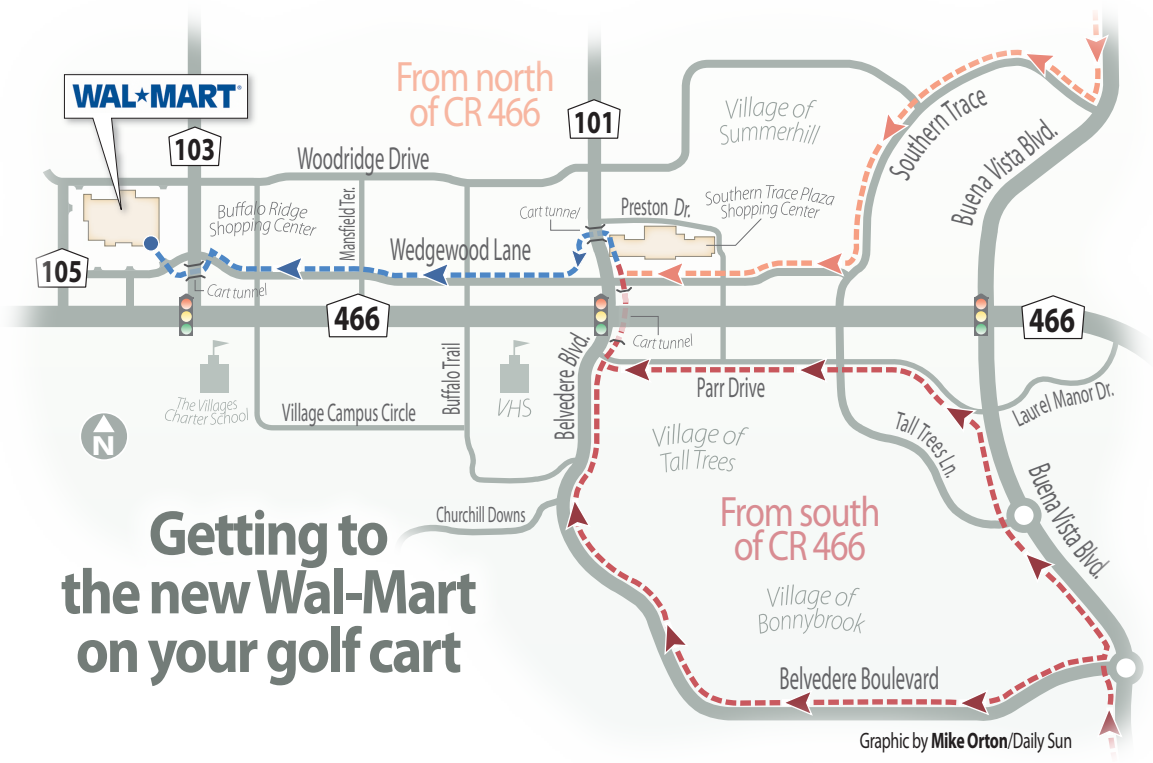 WAL★MART®
103
From north
of CR 466
101
Village of
Summerhill
Southern Trace
Buena Vista Blvd.
Woodridge Drive
Mansfield Ter.
Buffalo Ridge
Shopping Center
Cart tunnel
Preston Dr.
Southern Trace Plaza
Shopping Center
Wedgewood Lane
105
Cart tunnel
466
466
Cart tunnel
The Villages
Charter School
Buffalo Trail
VHS
Belvedere Blvd.
Parr Drive
Laurel Manor Dr.
Village Campus Circle
N
Village of
Tall Trees
Tall Trees Ln.
Buena Vista Blvd.
Churchill Downs
From south
of CR 466
Getting to
the new Wal-Mart
on your golf cart
Village of
Bonnybrook
Belvedere Boulevard
Graphic by Mike Orton/Daily Sun